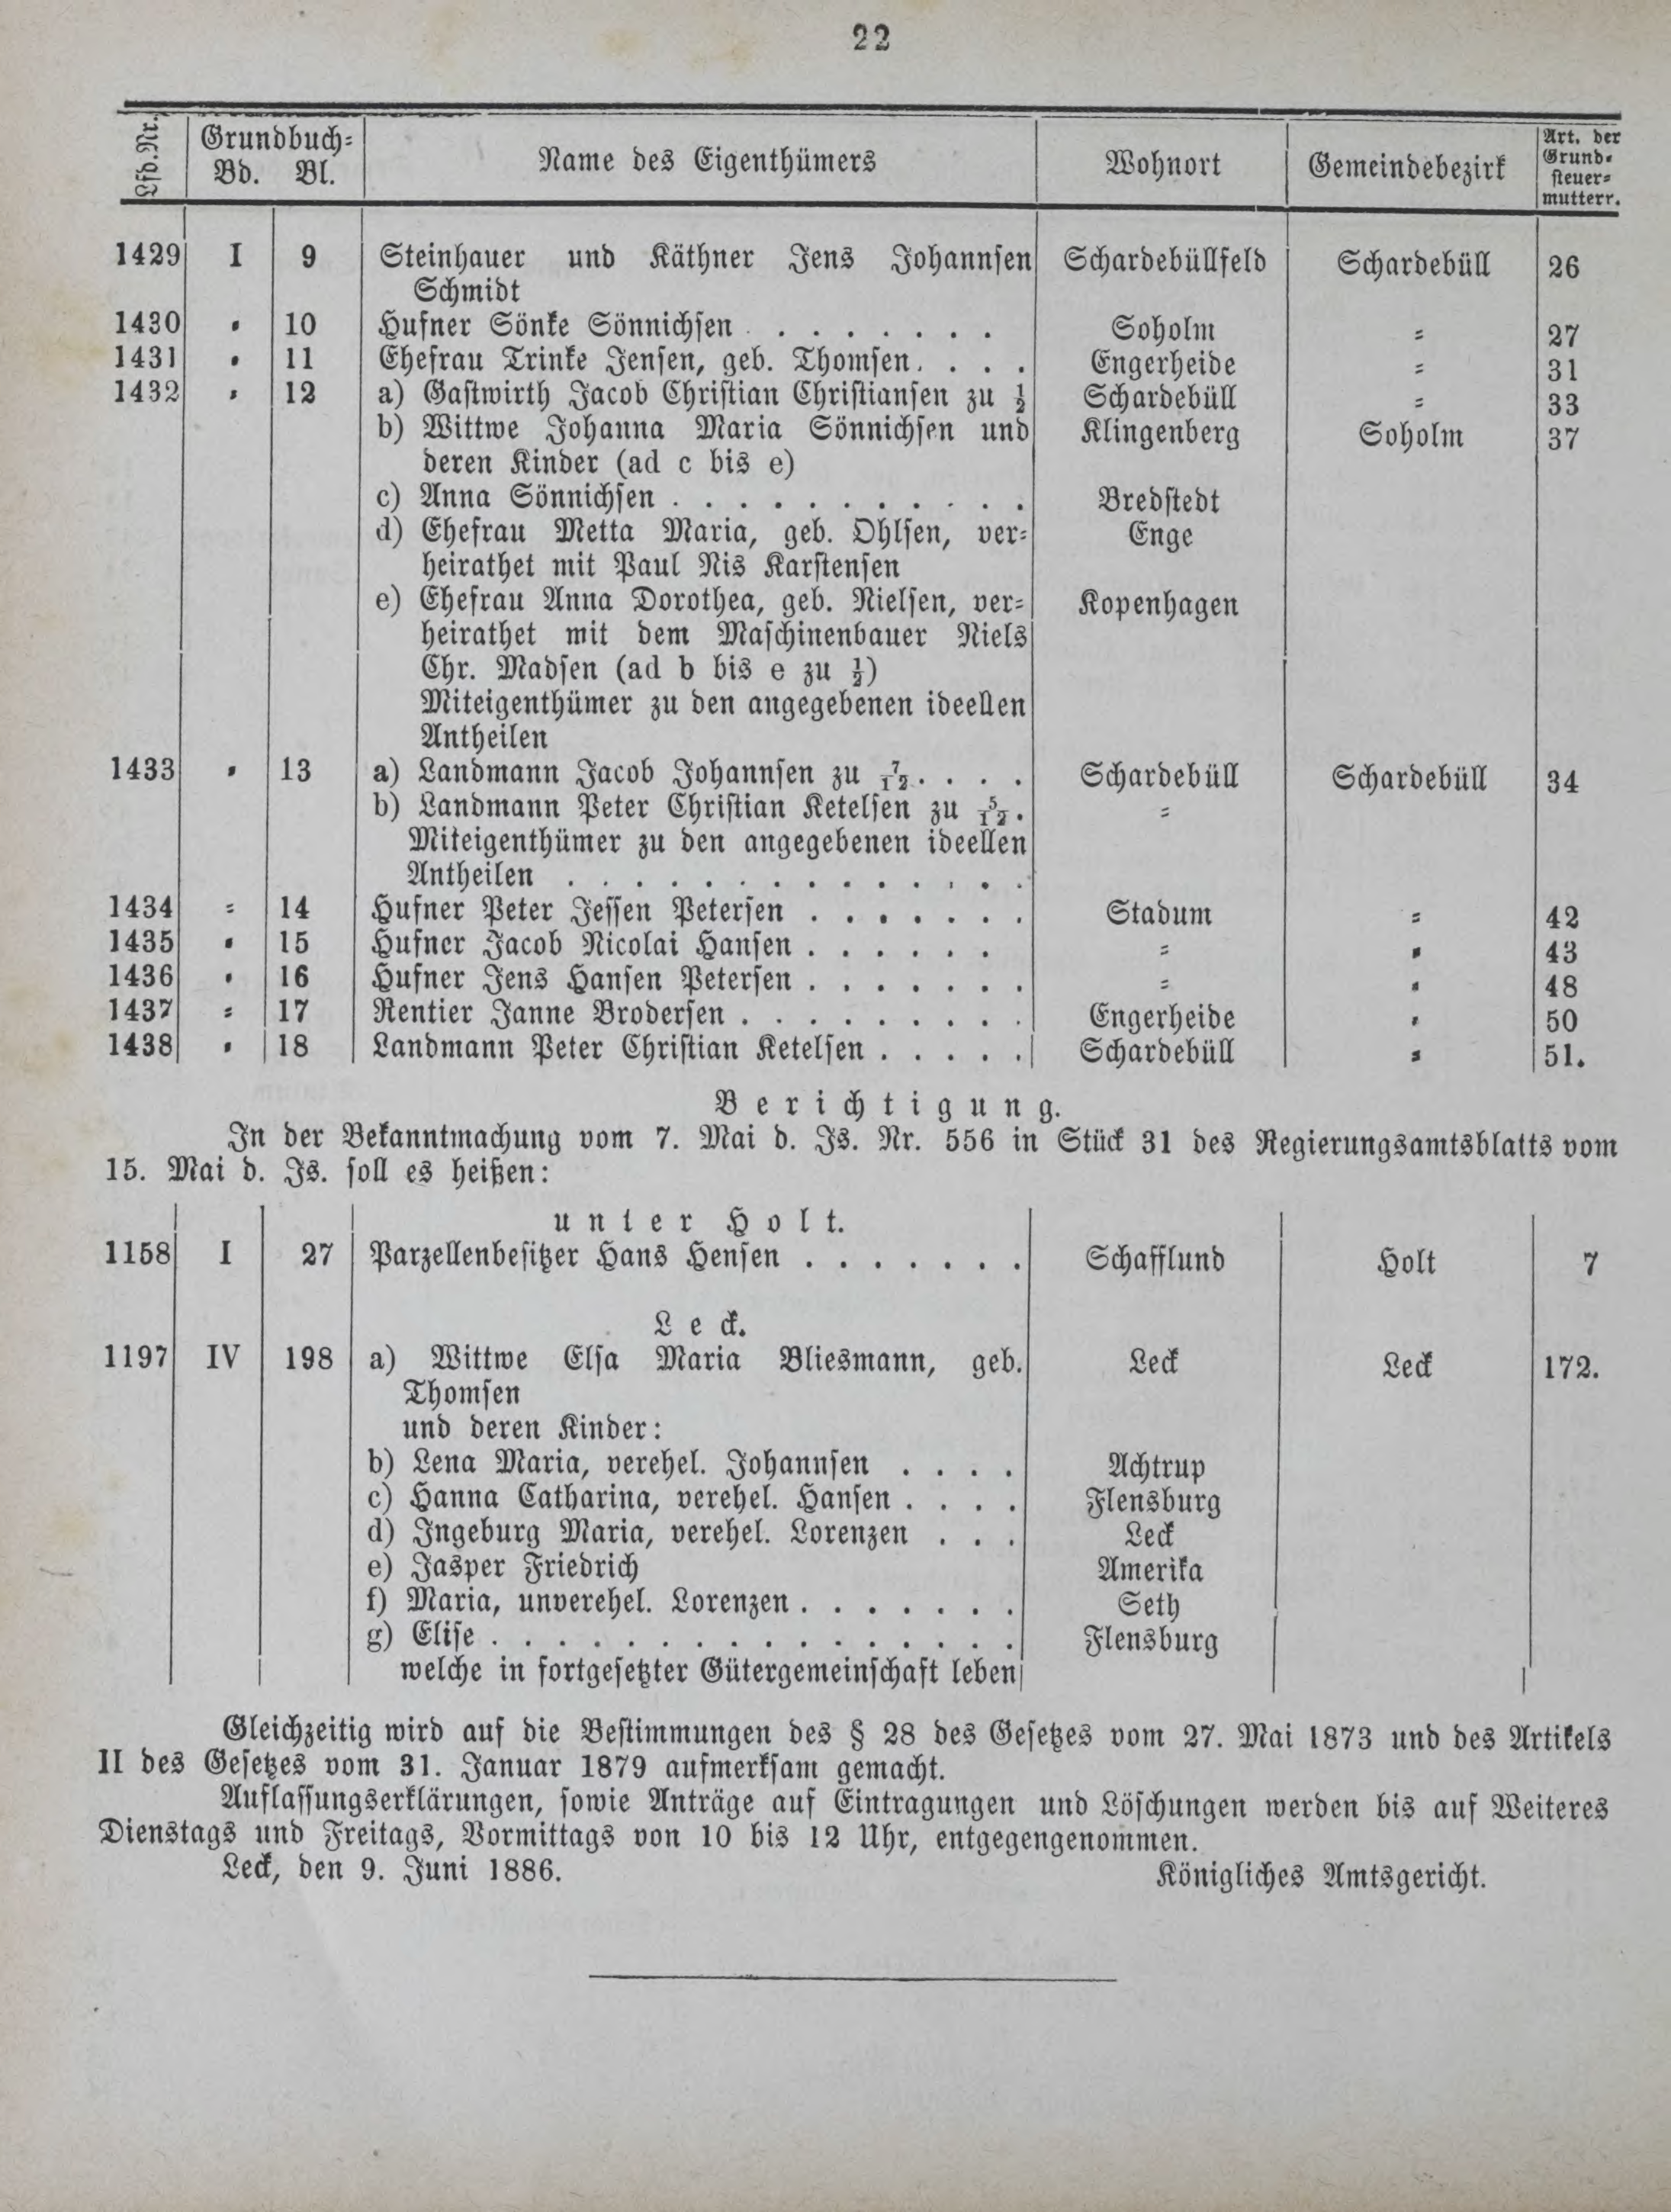 22
Lfd. Nr. Grundbuch= Bd. Bl. Name des Eigenthümers Wohnort Gemeindebezirk Art. der Grund= steuer= mutterr.
1429 I 9 Steinhauer und Käthner Jens Johannsen Schardebüllfeld Schardebüll 26
Schmidt
1430 " 10 Hufner Sönke Sönnichsen . . . . . . . . Soholm = 27
1431 " 11 Ehefrau Trinke Jensen, geb. Thomsen. . . . Engerheide = 31
1432 " 12 a) Gastwirth Jacob Christian Christiansen zu ½ Schardebüll = 33
b) Wittwe Johanna Maria Sönnichsen und Klingenberg Soholm 37
deren Kinder (ad c bis e)
c) Anna Sönnichsen . . . . . . . . . . . Bredstedt
d) Ehefrau Metta Maria, geb. Ohlsen, ver= Enge
heirathet mit Paul Nis Karstensen
e) Ehefrau Anna Dorothea, geb. Nielsen, ver= Kopenhagen
heirathet mit dem Maschinenbauer Niels
Chr. Madsen (ad b bis e zu ½)
Miteigenthümer zu den angegebenen ideellen
Antheilen
1433 " 13 a) Landmann Jacob Johannsen zu 7/12 . . . . Schardebüll Schardebüll 34
b) Landmann Peter Christian Ketelsen zu 5/12 . =
Miteigenthümer zu den angegebenen ideellen
Antheilen . . . . . . . . . . . . . .
1434 = 14 Hufner Peter Jessen Petersen . . . . . . . Stadum = 42
1435 " 15 Hufner Jacob Nicolai Hansen . . . . . . = " 43
1436 " 16 Hufner Jens Hansen Petersen . . . . . . . = " 48
1437 = 17 Rentier Janne Brodersen . . . . . . . . . Engerheide " 50
1438 " 18 Landmann Peter Christian Ketelsen . . . . . Schardebüll = 51.
Berichtigung.
In der Bekanntmachung vom 7. Mai d. Js. Nr. 556 in Stück 31 des Regierungsamtsblatts vom
15. Mai d. Js. soll es heißen:
unter Holt.
1158 I 27 Parzellenbesitzer Hans Hensen . . . . . . . Schafflund Holt 7
Leck.
1197 IV 198 a) Wittwe Elsa Maria Bliesmann, geb. Leck Leck 172.
Thomsen
und deren Kinder:
b) Lena Maria, verehel. Johannsen . . . . Achtrup
c) Hanna Catharina, verehel. Hansen . . . . Flensburg
d) Ingeburg Maria, verehel. Lorenzen . . . Leck
e) Jasper Friedrich Amerika
f) Maria, unverehel. Lorenzen . . . . . . . Seth
g) Elise . . . . . . . . . . . . . . . . Flensburg
welche in fortgesetzter Gütergemeinschaft leben
Gleichzeitig wird auf die Bestimmungen des § 28 des Gesetzes vom 27. Mai 1873 und des Artikels
II des Gesetzes vom 31. Januar 1879 aufmerksam gemacht.
Auflassungserklärungen, sowie Anträge auf Eintragungen und Löschungen werden bis auf Weiteres
Dienstags und Freitags, Vormittags von 10 bis 12 Uhr, entgegengenommen.
Leck, den 9. Juni 1886. Königliches Amtsgericht.